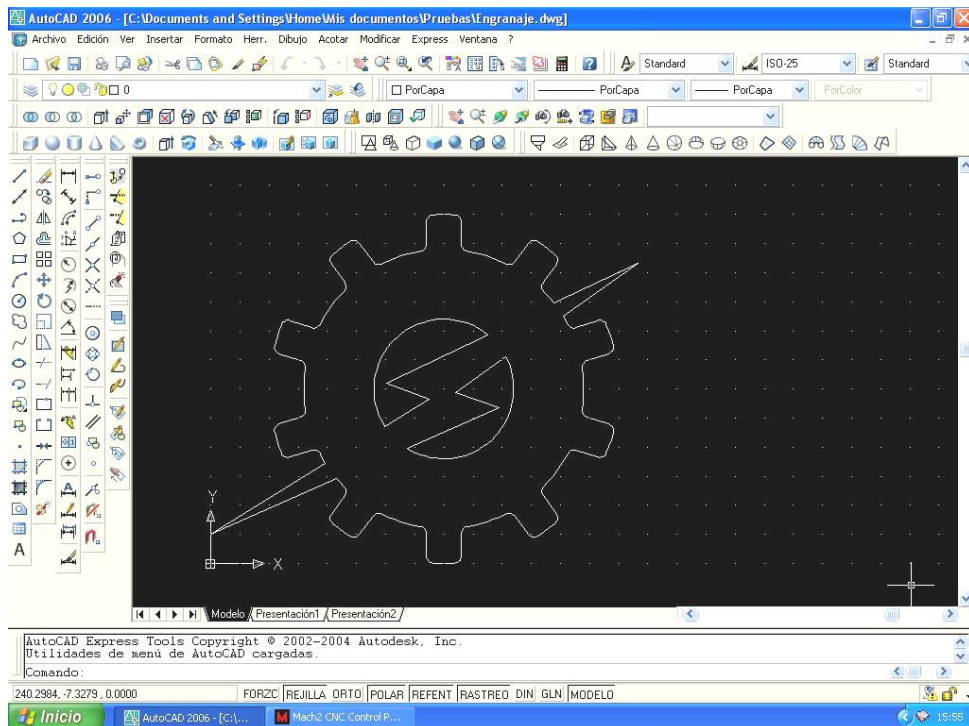 AutoCAD 2006 - [C:\Documents and Settings\Home\Mis documentos\Pruebas\Engranaje.dwg]
Archivo Edición Ver Insertar Formato Herr. Dibujo Acotar Modificar Express Ventana ?
Standard ISO-25 Standard
0 PorCapa PorCapa PorCapa PorColor
Y
X
Modelo Presentación1 Presentación2
AutoCAD Express Tools Copyright © 2002-2004 Autodesk, Inc.
Utilidades de menú de AutoCAD cargadas.
Comando:
240.2984, -7.3279 , 0.0000 FORZC REJILLA ORTO POLAR REFENT RASTREO DIN GLN MODELO
Inicio AutoCAD 2006 - [C:\... Mach2 CNC Control P... 15:55